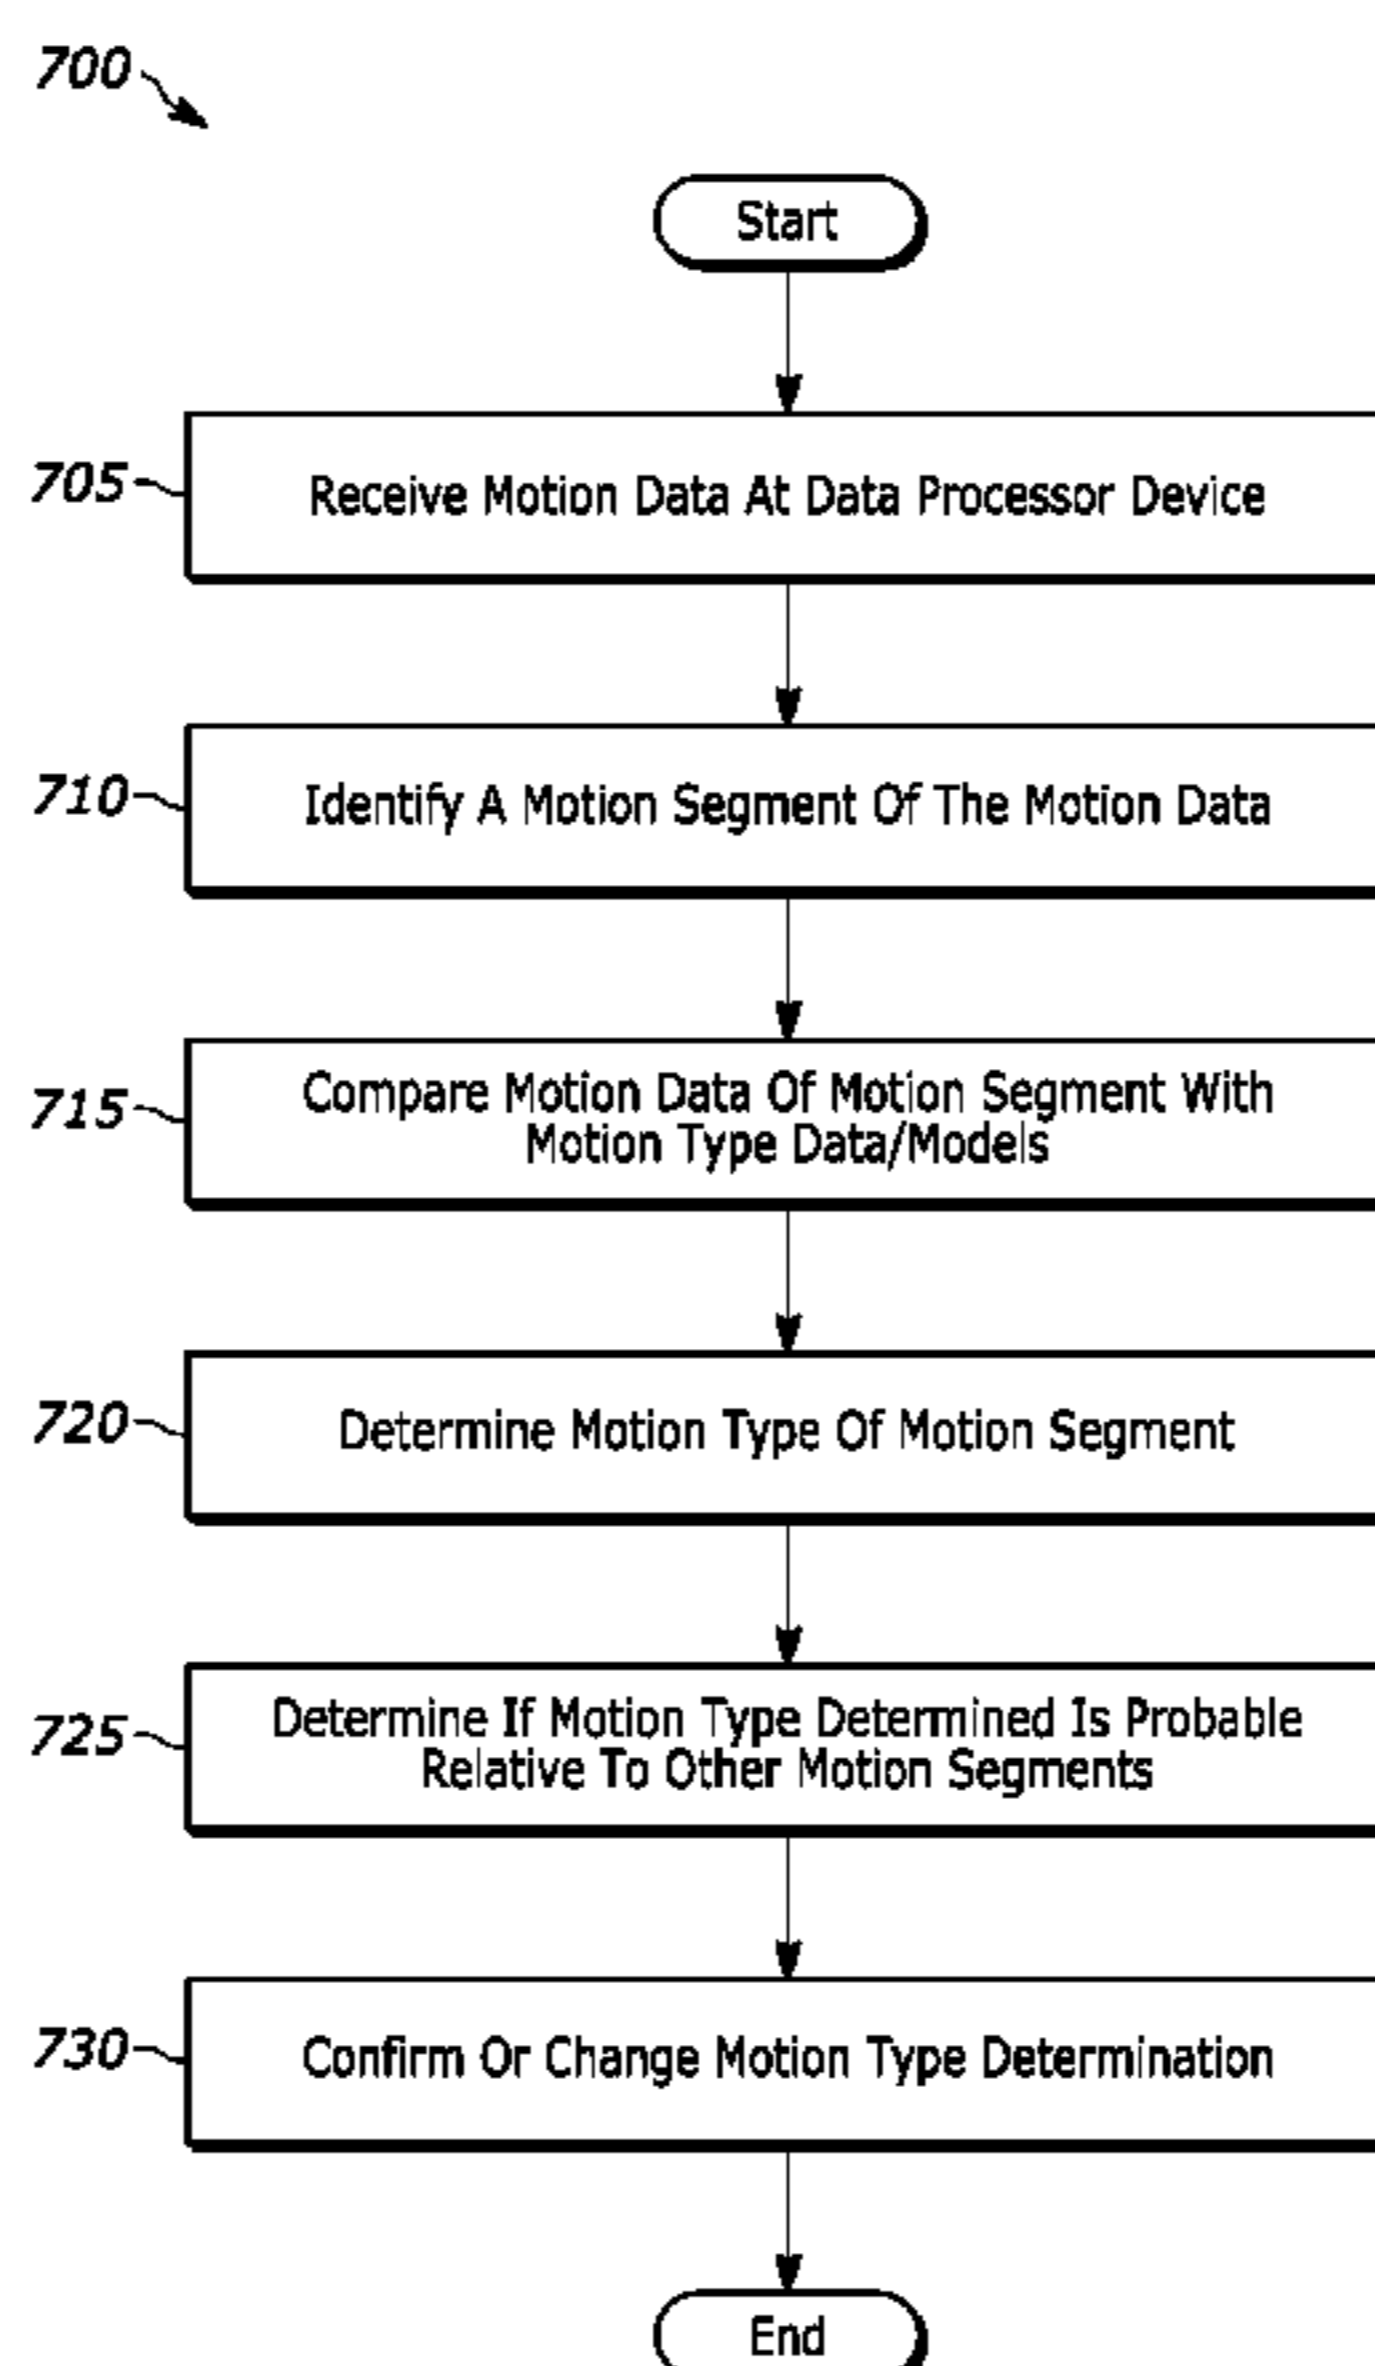 700
Start
705
Receive Motion Data At Data Processor Device
710
Identify A Motion Segment Of The Motion Data
715
Compare Motion Data Of Motion Segment With
Motion Type Data/Models
720
Determine Motion Type Of Motion Segment
725
Determine If Motion Type Determined Is Probable
Relative To Other Motion Segments
730
Confirm Or Change Motion Type Determination
End